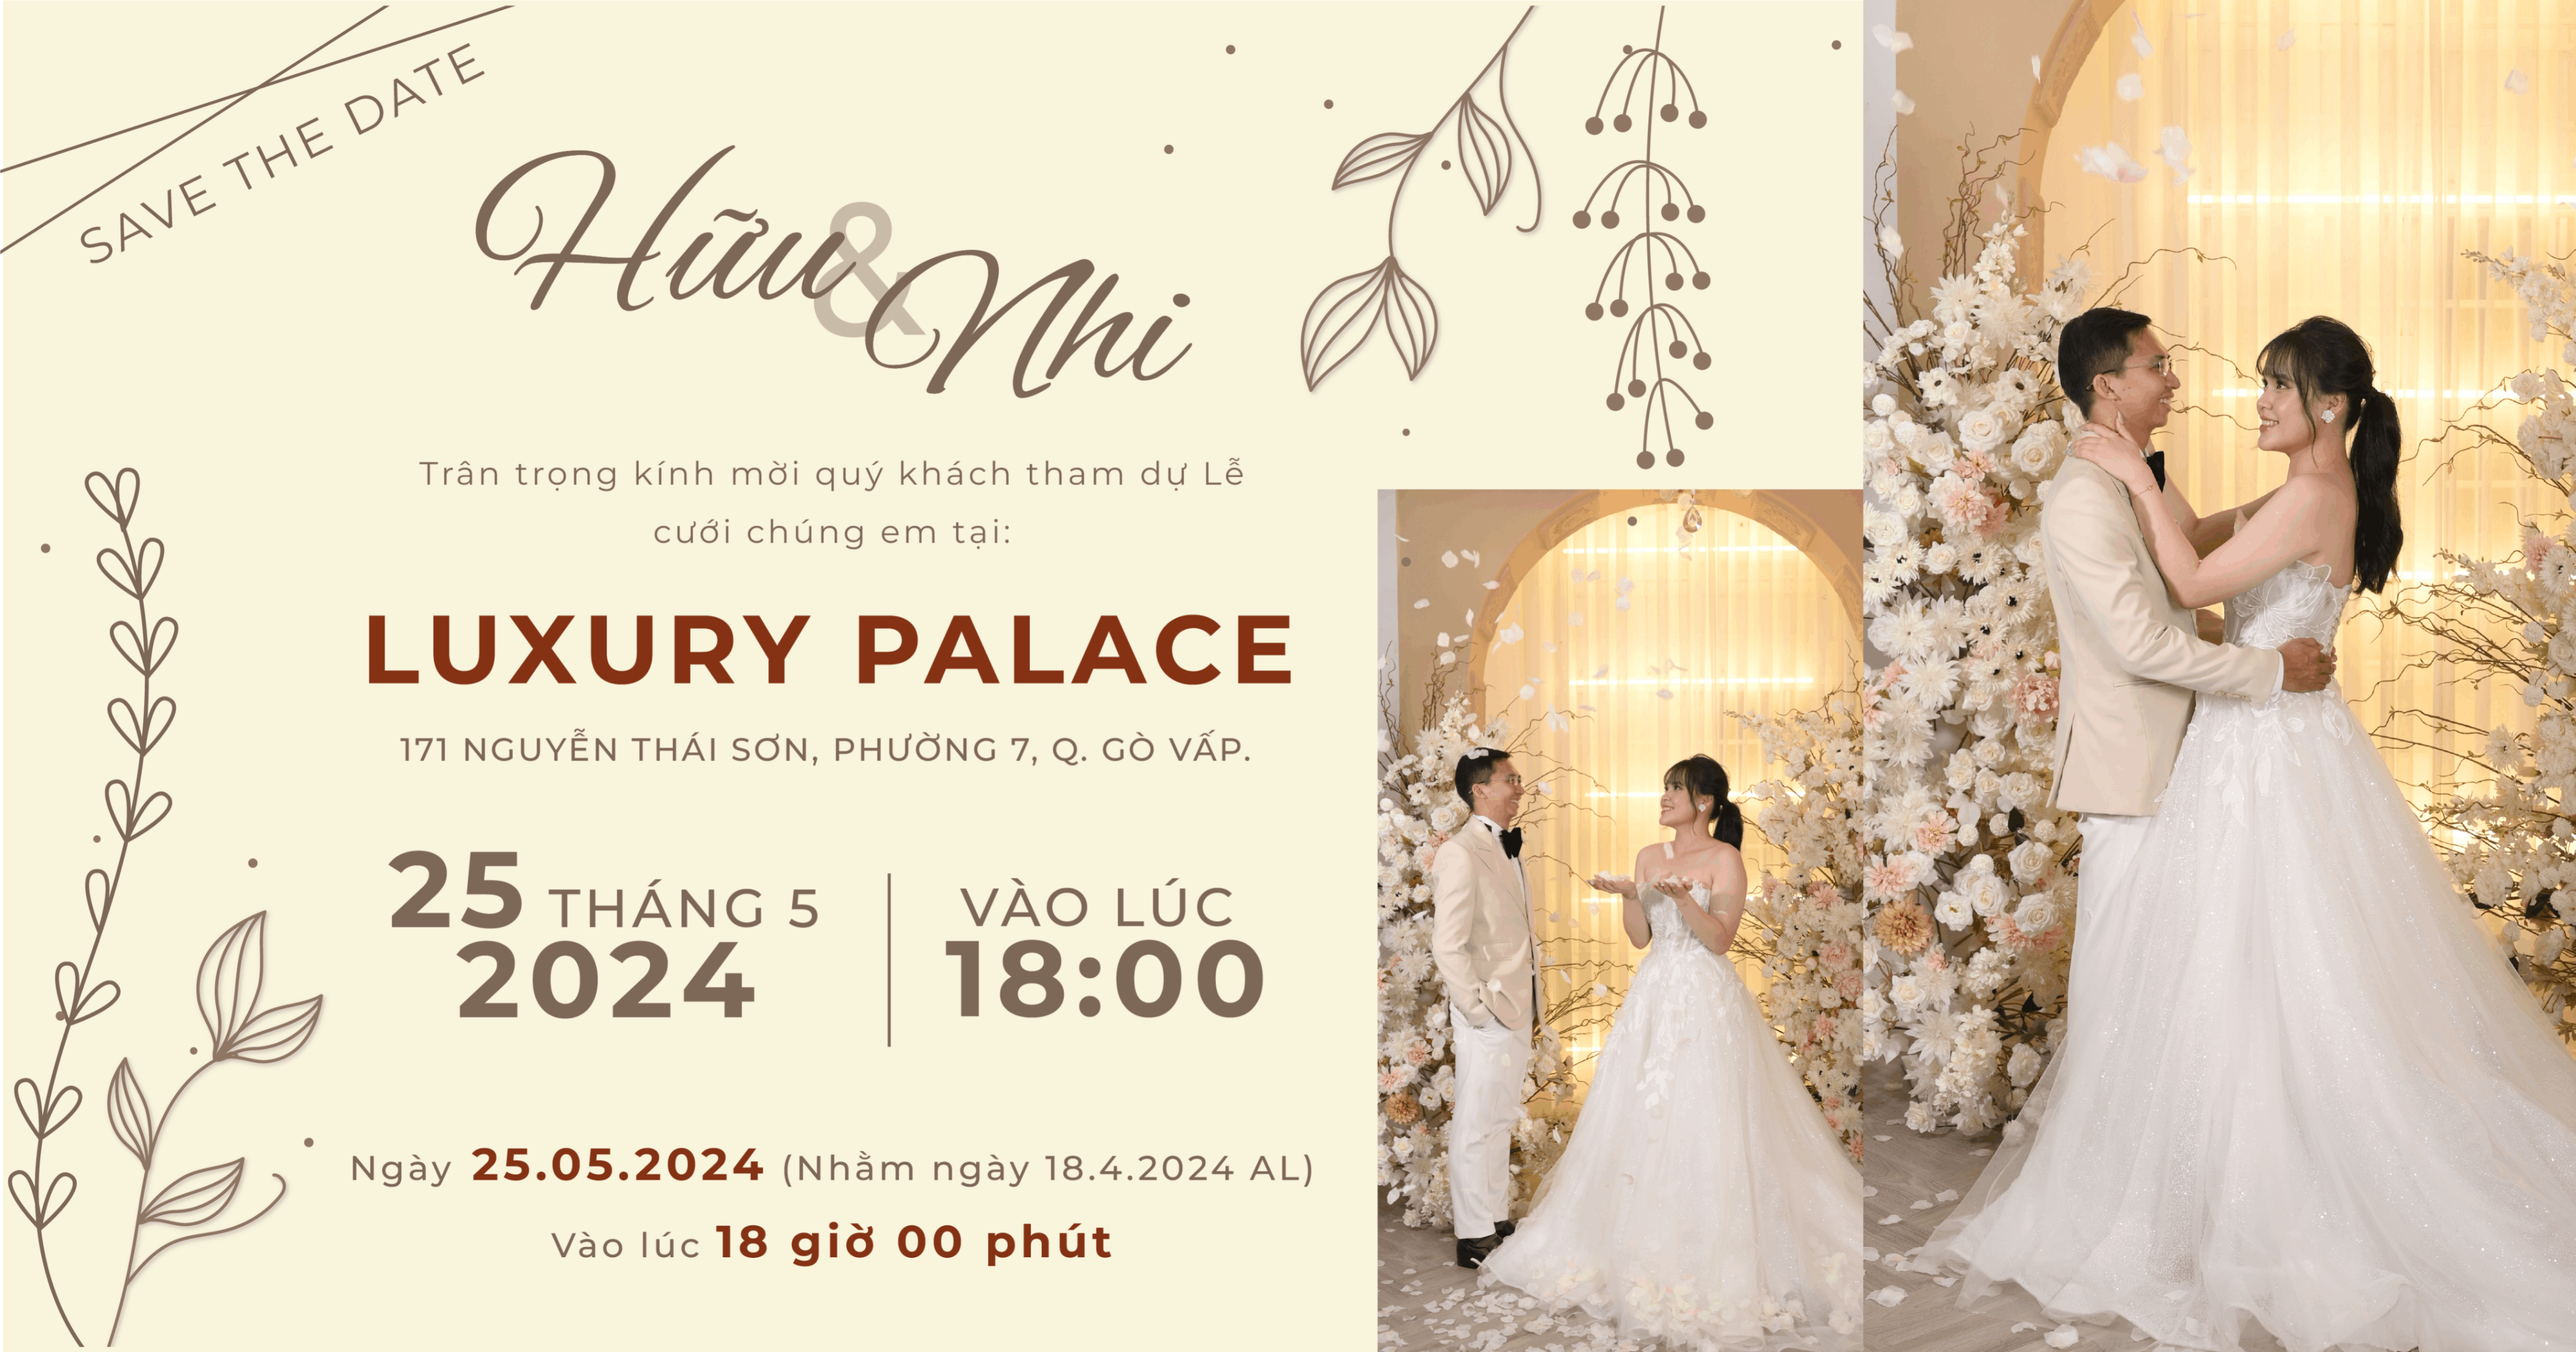 SAVE THE DATE
Hữu
&
Nhi
Trân trọng kính mời quý khách tham dự Lễ
cưới chúng em tại:
LUXURY PALACE
171 NGUYỄN THÁI SƠN, PHƯỜNG 7, Q. GÒ VẤP.
25 THÁNG 5
2024
VÀO LÚC
18:00
Ngày 25.05.2024 (Nhằm ngày 18.4.2024 AL)
Vào lúc 18 giờ 00 phút